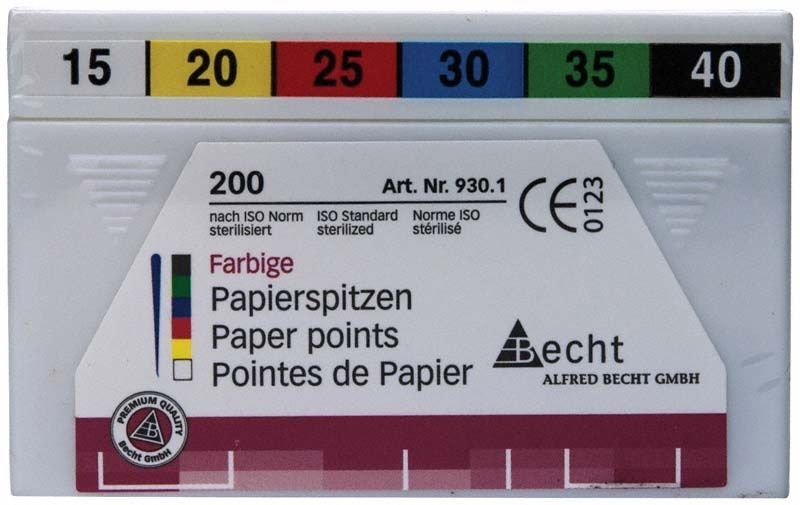 15 20 25 30 35 40
200 Art. Nr. 930.1
nach ISO Norm ISO Standard Norme ISO
sterilisiert sterilized stérilisé
CE 0123
Farbige
Papierspitzen
Paper points
Pointes de Papier
Becht
ALFRED BECHT GMBH
PREMIUM QUALITY
Becht GmbH